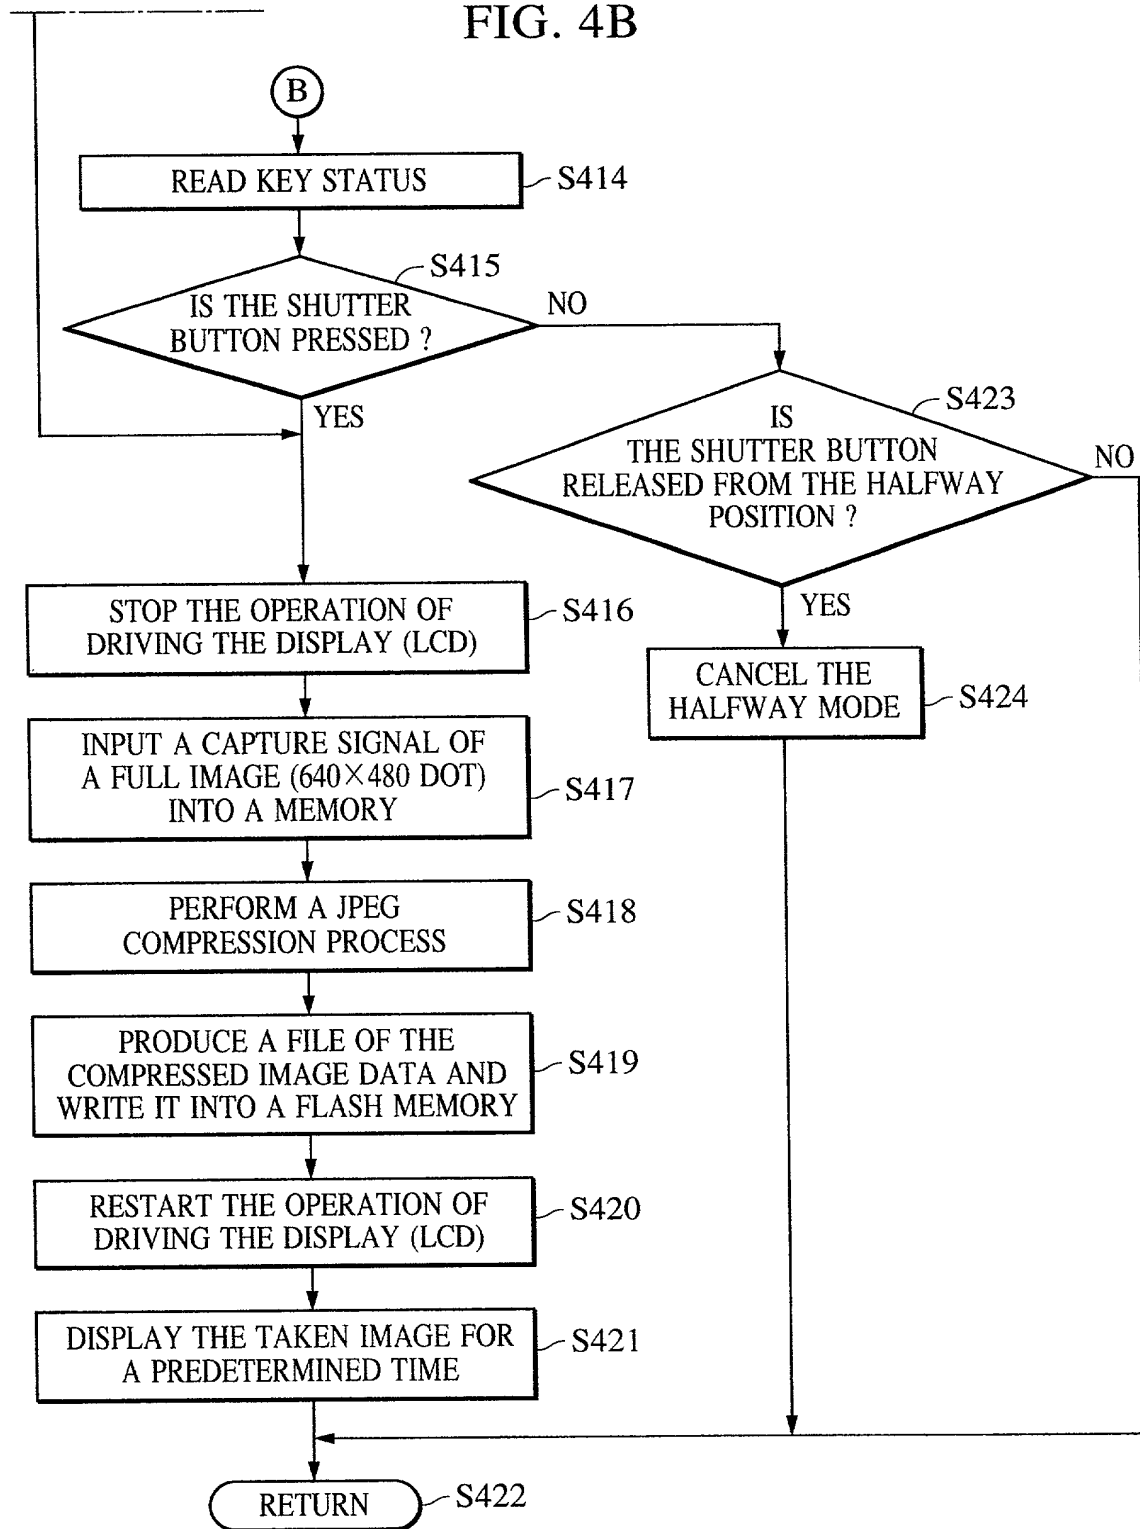 FIG. 4B
B
READ KEY STATUS
S414
S415
IS THE SHUTTER
BUTTON PRESSED ?
NO
YES
S423
IS
THE SHUTTER BUTTON
RELEASED FROM THE HALFWAY
POSITION ?
NO
YES
STOP THE OPERATION OF
DRIVING THE DISPLAY (LCD)
S416
CANCEL THE
HALFWAY MODE
S424
INPUT A CAPTURE SIGNAL OF
A FULL IMAGE (640×480 DOT)
INTO A MEMORY
S417
PERFORM A JPEG
COMPRESSION PROCESS
S418
PRODUCE A FILE OF THE
COMPRESSED IMAGE DATA AND
WRITE IT INTO A FLASH MEMORY
S419
RESTART THE OPERATION OF
DRIVING THE DISPLAY (LCD)
S420
DISPLAY THE TAKEN IMAGE FOR
A PREDETERMINED TIME
S421
RETURN
S422